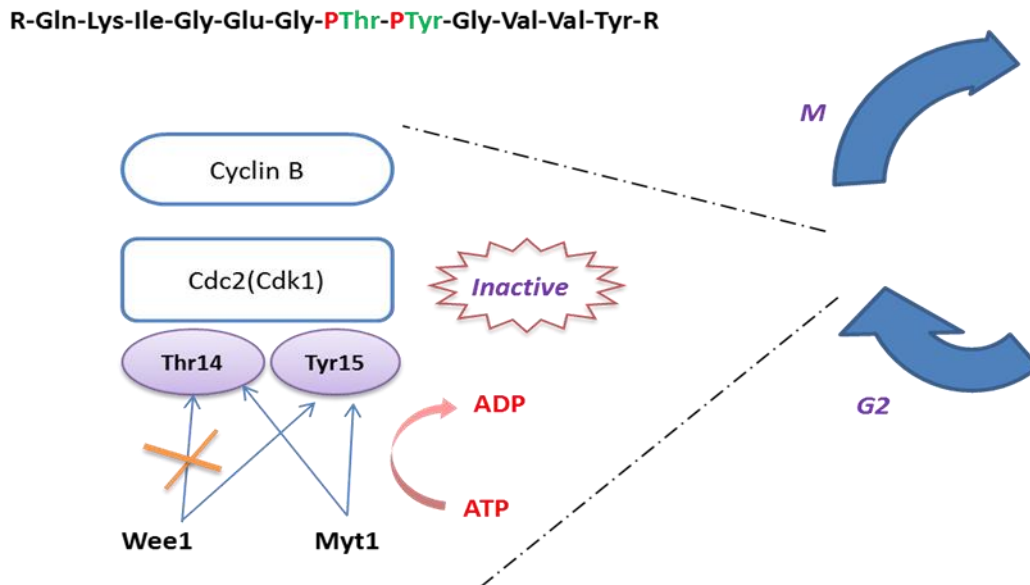 R-Gln-Lys-Ile-Gly-Glu-Gly-PThr-PTyr-Gly-Val-Val-Tyr-R
M
Cyclin B
Cdc2(Cdk1)
Inactive
Thr14
Tyr15
ADP
G2
ATP
Wee1
Myt1